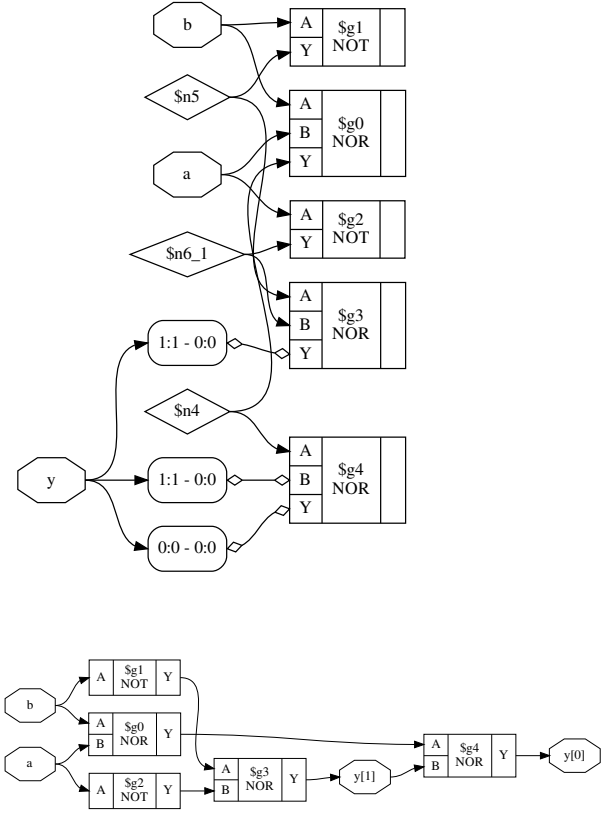 b
A
$g1
NOT
Y
$n5
A
B
$g0
NOR
Y
a
A
$g2
NOT
Y
$n6_1
A
B
$g3
NOR
Y
1:1 - 0:0
$n4
A
B
$g4
NOR
Y
y
1:1 - 0:0
0:0 - 0:0
b
A
$g1
NOT
Y
A
B
$g0
NOR
Y
a
A
$g2
NOT
Y
A
B
$g3
NOR
Y
y[1]
A
B
$g4
NOR
Y
y[0]